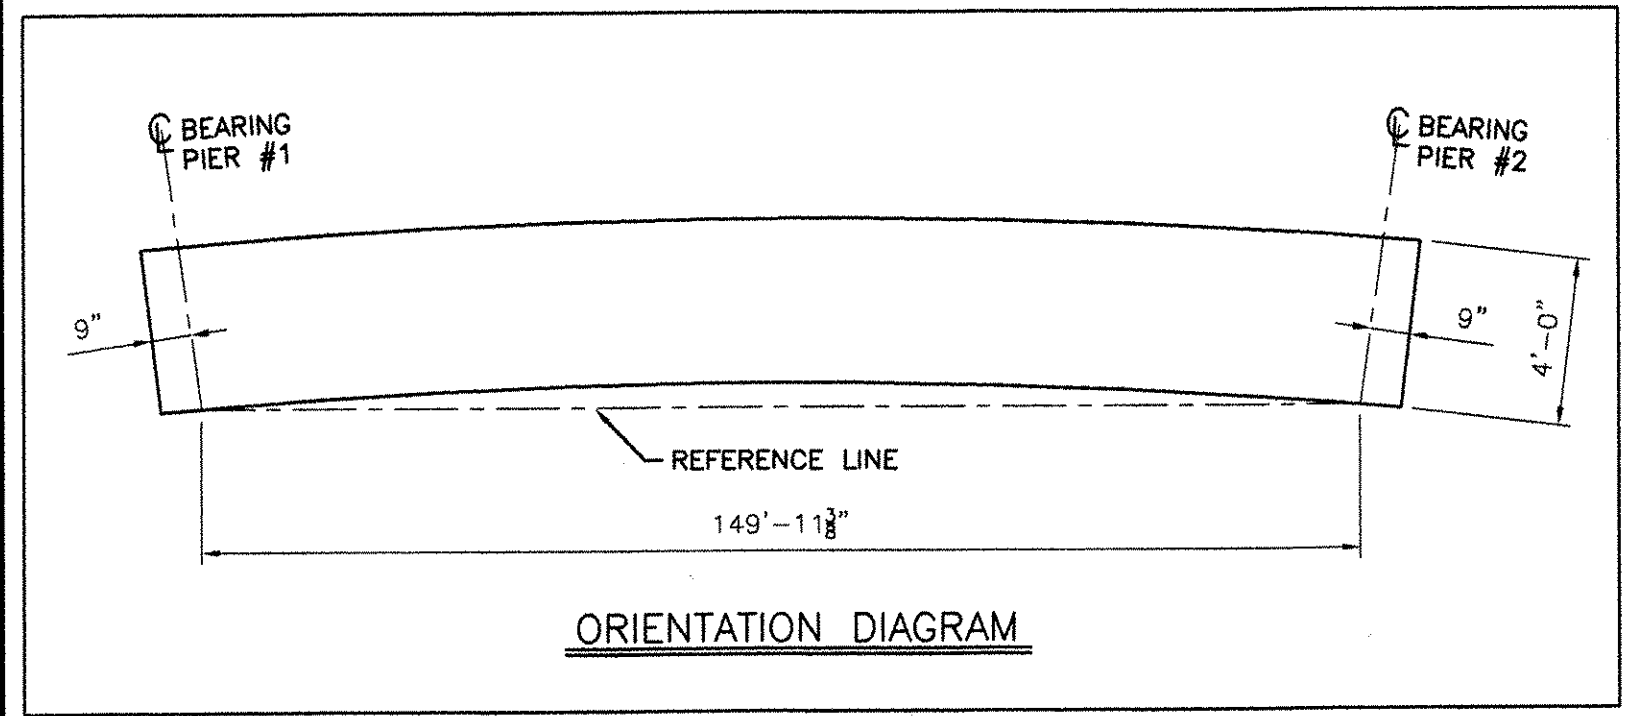 ℄ BEARING
PIER #1
℄ BEARING
PIER #2
9"
9"
4'-0"
REFERENCE LINE
149'-11⅜"
ORIENTATION DIAGRAM